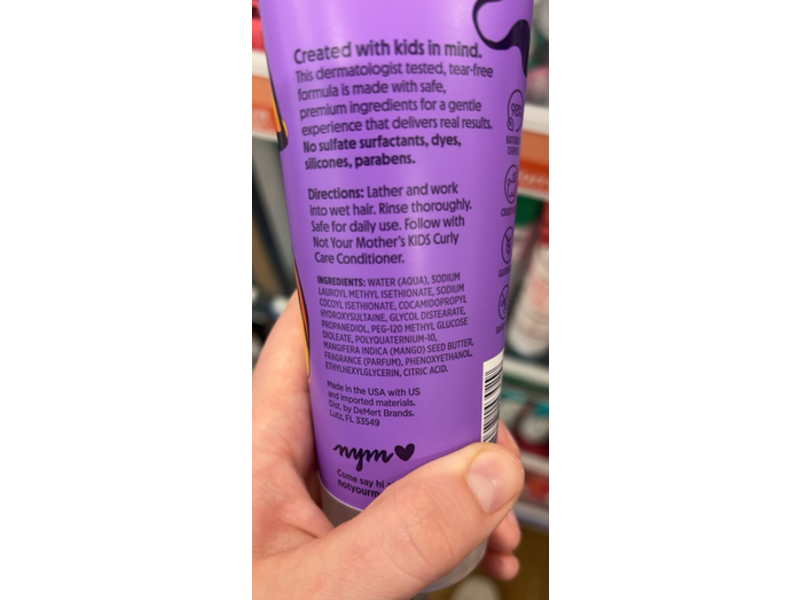 Created with kids in mind.
This dermatologist tested, tear-free
formula is made with safe,
premium ingredients for a gentle
experience that delivers real results.
No sulfate surfactants, dyes,
silicones, parabens.
Directions: Lather and work
into wet hair. Rinse thoroughly.
Safe for daily use. Follow with
Not Your Mother's KIDS Curly
Care Conditioner.
INGREDIENTS: WATER (AQUA), SODIUM
LAUROYL METHYL ISETHIONATE, SODIUM
COCOYL ISETHIONATE, COCAMIDOPROPYL
HYDROXYSULTAINE, GLYCOL DISTEARATE,
PROPANEDIOL, PEG-120 METHYL GLUCOSE
DIOLEATE, POLYQUATERNIUM-10,
MANGIFERA INDICA (MANGO) SEED BUTTER,
FRAGRANCE (PARFUM), PHENOXYETHANOL,
ETHYLHEXYLGLYCERIN, CITRIC ACID.
Made in the USA with US
and imported materials.
Dist. by DeMert Brands.
Lutz, FL 33549
nym
Come say hi
notyourm